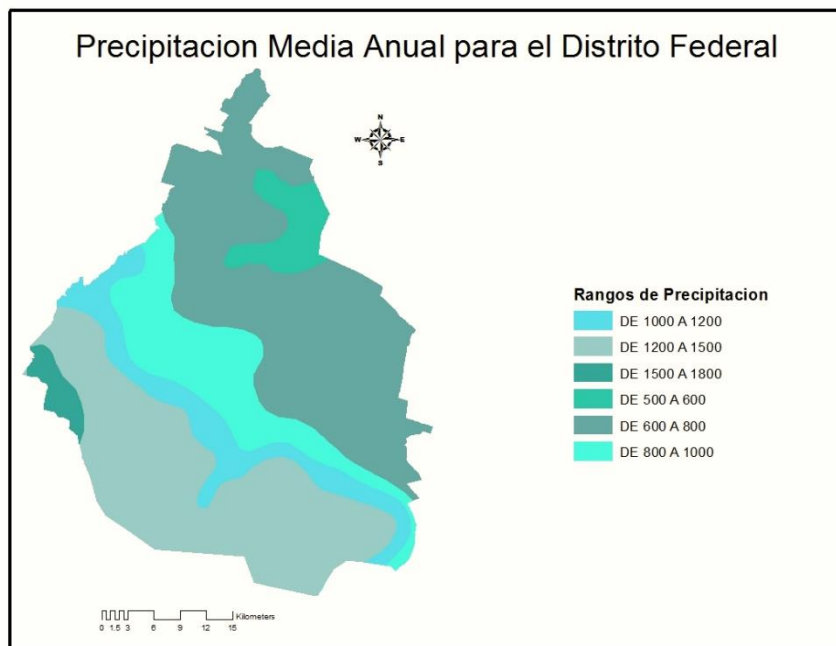 Precipitacion Media Anual para el Distrito Federal
N
W E
S
Rangos de Precipitacion
DE 1000 A 1200
DE 1200 A 1500
DE 1500 A 1800
DE 500 A 600
DE 600 A 800
DE 800 A 1000
Kilometers
0 1.5 3 6 9 12 15